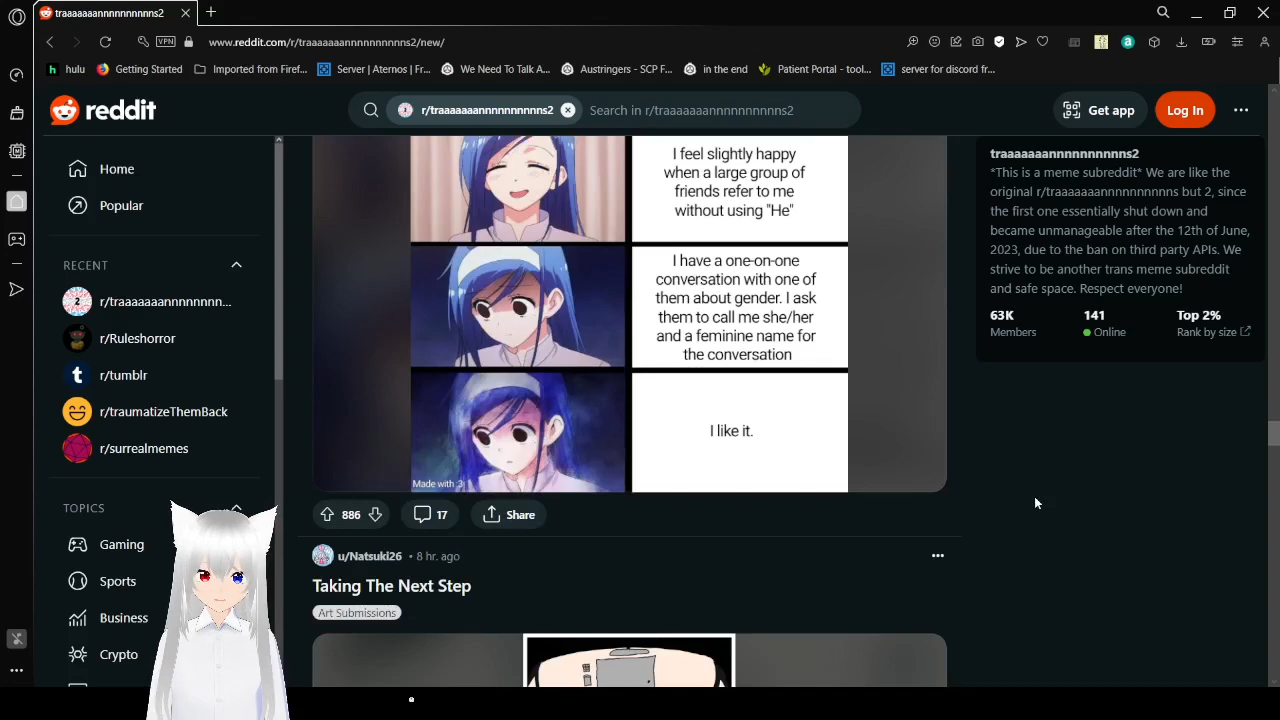 traaaaaaannnnnnnnnns2
VPN
www.reddit.com/r/traaaaaaannnnnnnnnns2/new/
hulu
Getting Started
Imported from Firef...
Server | Aternos | Fr...
We Need To Talk A...
Austringers - SCP F...
in the end
Patient Portal - tool...
server for discord fr...
reddit
r/traaaaaaannnnnnnnnns2
Search in r/traaaaaaannnnnnnnnns2
Get app
Log In
Home
Popular
RECENT
r/traaaaaaannnnnnn...
r/Ruleshorror
r/tumblr
r/traumatizeThemBack
r/surrealmemes
TOPICS
Gaming
Sports
Business
Crypto
I feel slightly happy
when a large group of
friends refer to me
without using "He"
I have a one-on-one
conversation with one of
them about gender. I ask
them to call me she/her
and a feminine name for
the conversation
I like it.
Made with :3
886
17
Share
u/Natsuki26 • 8 hr. ago
Taking The Next Step
Art Submissions
traaaaaaannnnnnnnnns2
*This is a meme subreddit* We are like the
original r/traaaaaaannnnnnnnnns but 2, since
the first one essentially shut down and
became unmanageable after the 12th of June,
2023, due to the ban on third party APIs. We
strive to be another trans meme subreddit
and safe space. Respect everyone!
63K
Members
141
Online
Top 2%
Rank by size